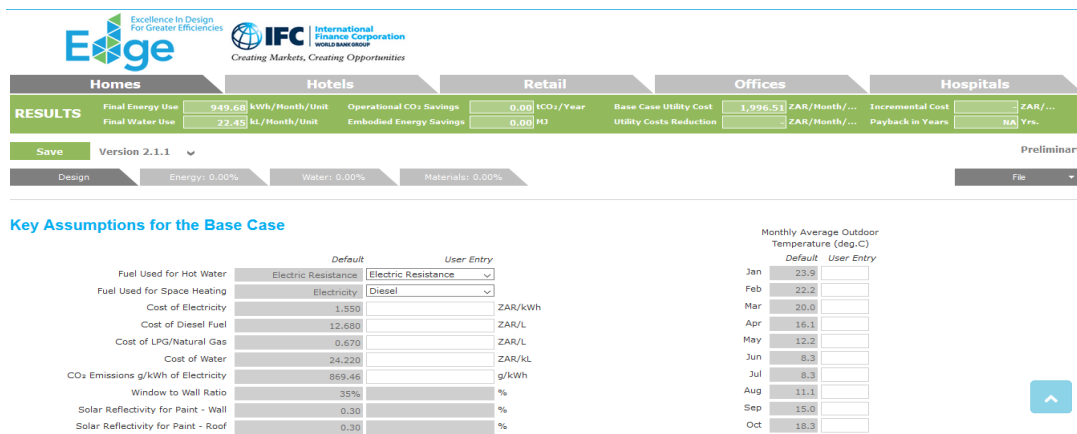 Excellence In Design
For Greater Efficiencies
Edge
IFC International
Finance Corporation
WORLD BANK GROUP
Creating Markets, Creating Opportunities
Homes Hotels Retail Offices Hospitals
RESULTS
Final Energy Use 949.68 kWh/Month/Unit Operational CO₂ Savings 0.00 tCO₂/Year Base Case Utility Cost 1,996.51 ZAR/Month/... Incremental Cost - ZAR/...
Final Water Use 22.45 kL/Month/Unit Embodied Energy Savings 0.00 MJ Utility Costs Reduction - ZAR/Month/... Payback in Years NA Yrs.
Save Version 2.1.1 Preliminar
Design Energy: 0.00% Water: 0.00% Materials: 0.00% File
Key Assumptions for the Base Case
Default User Entry
Fuel Used for Hot Water Electric Resistance Electric Resistance
Fuel Used for Space Heating Electricity Diesel
Cost of Electricity 1.550 ZAR/kWh
Cost of Diesel Fuel 12.680 ZAR/L
Cost of LPG/Natural Gas 0.670 ZAR/L
Cost of Water 24.220 ZAR/kL
CO₂ Emissions g/kWh of Electricity 869.46 g/kWh
Window to Wall Ratio 35% %
Solar Reflectivity for Paint - Wall 0.30 %
Solar Reflectivity for Paint - Roof 0.30 %
Monthly Average Outdoor
Temperature (deg.C)
Default User Entry
Jan 23.9
Feb 22.2
Mar 20.0
Apr 16.1
May 12.2
Jun 8.3
Jul 8.3
Aug 11.1
Sep 15.0
Oct 18.3